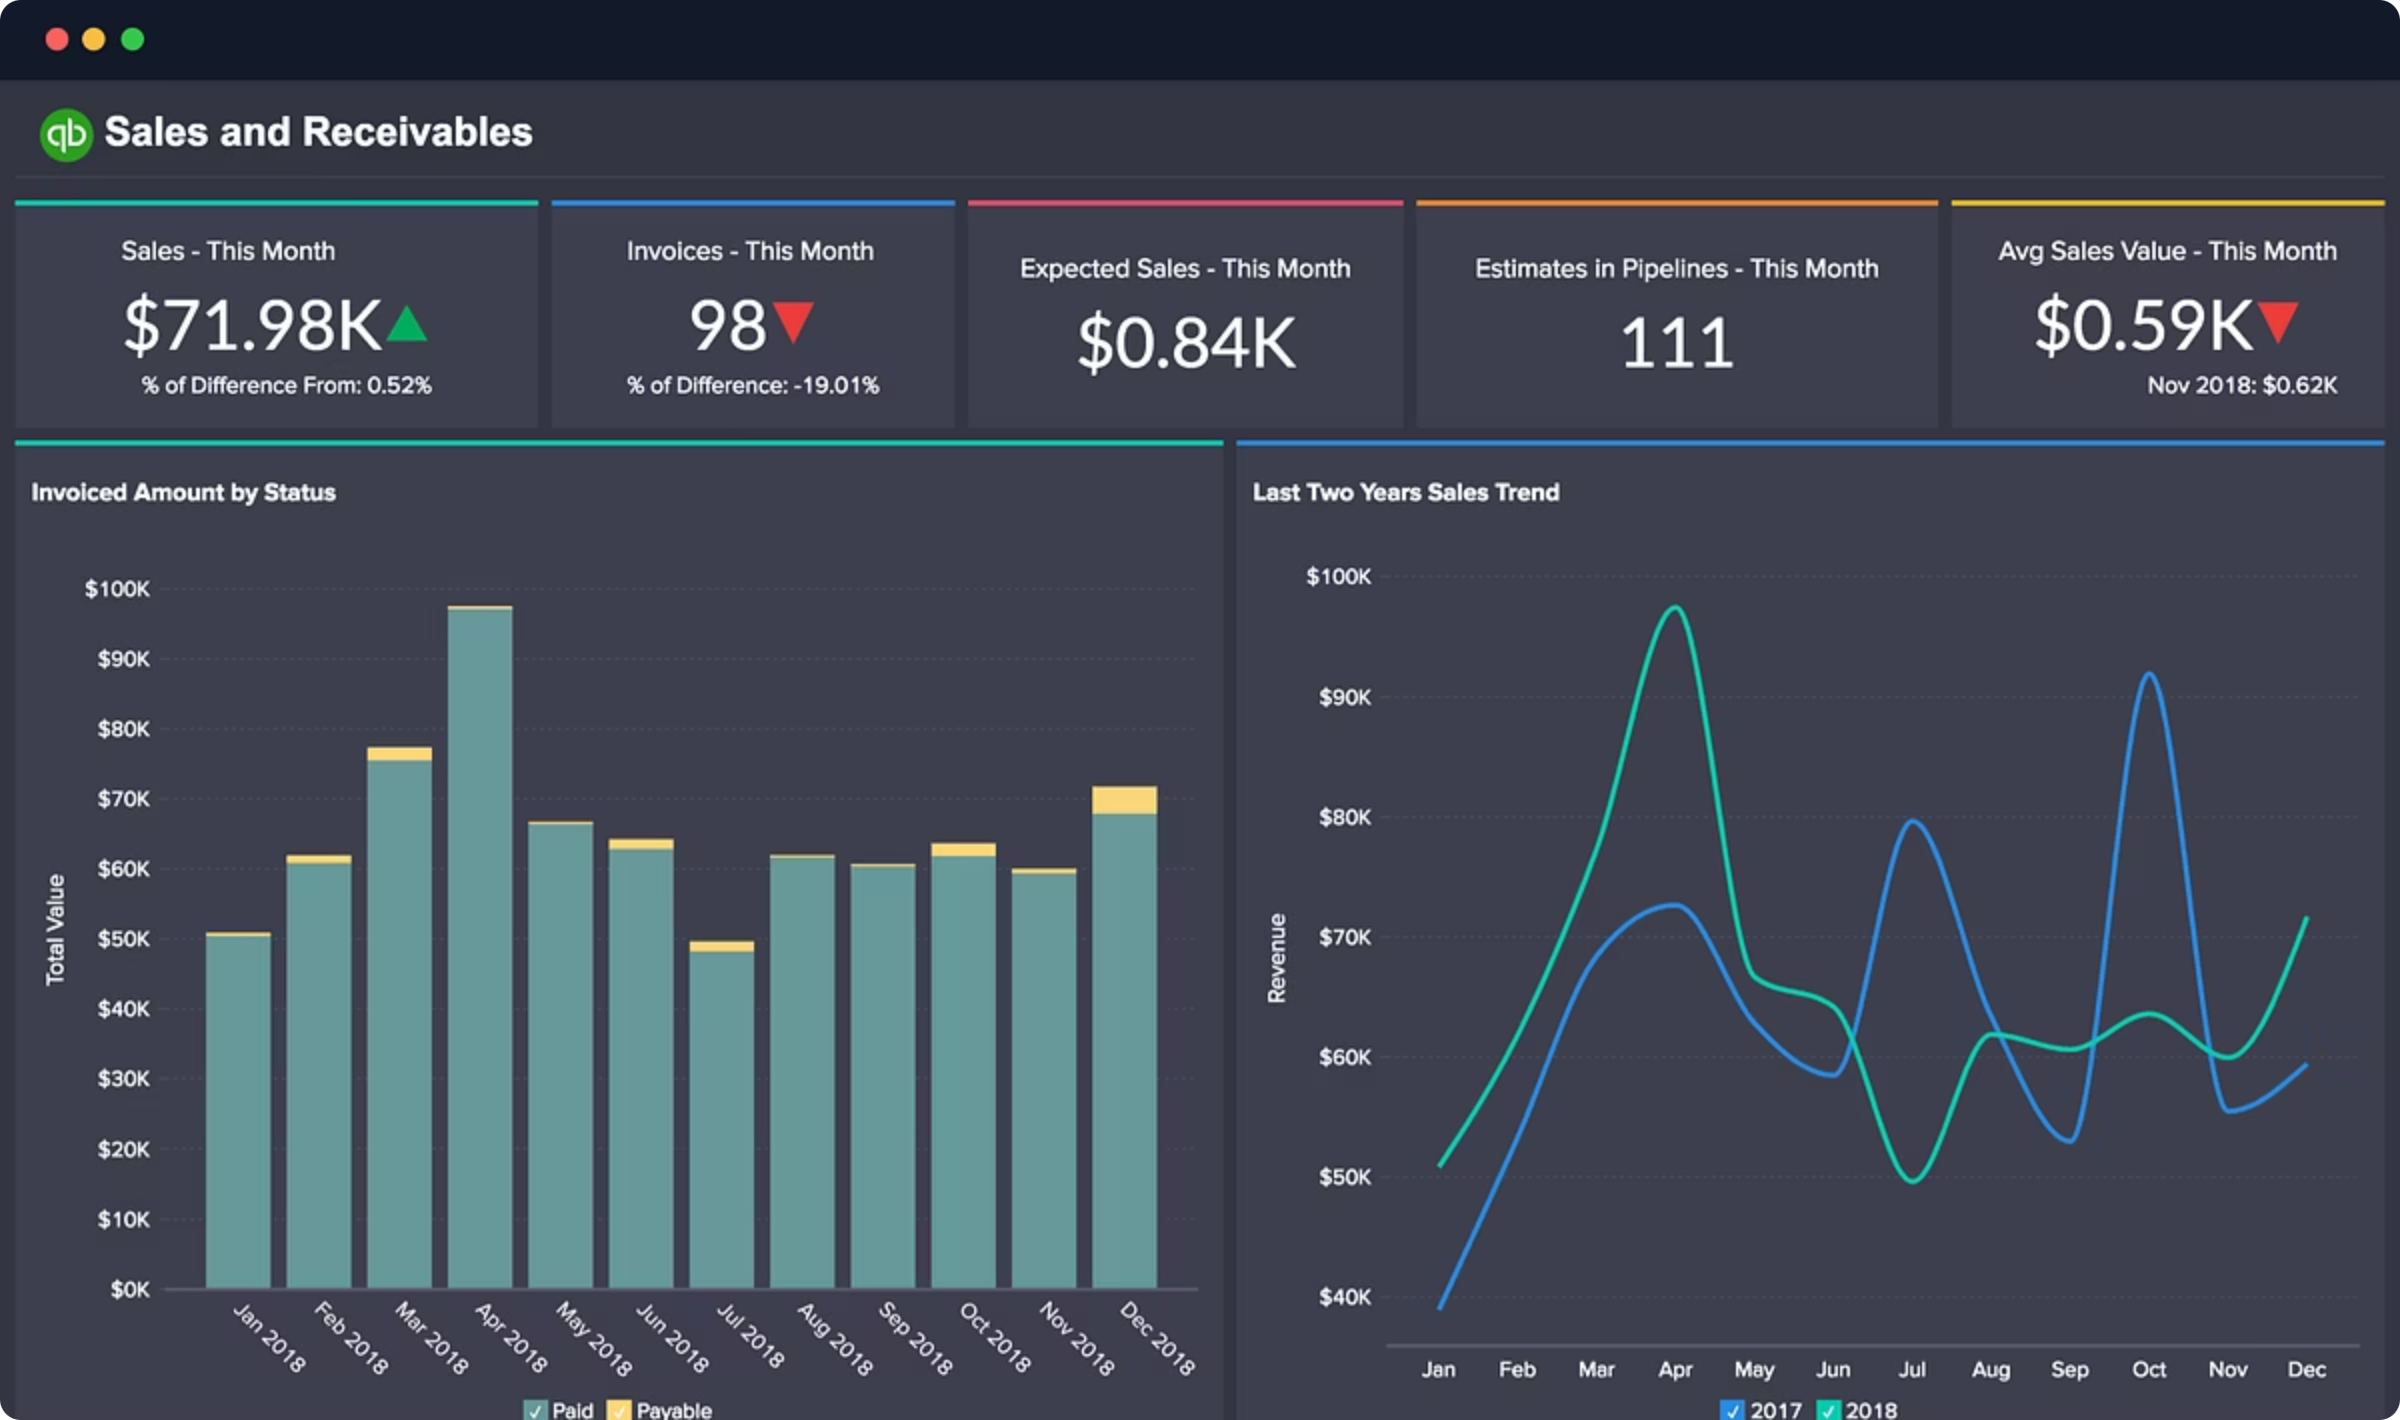 qb Sales and Receivables
Sales - This Month
$71.98K
% of Difference From: 0.52%
Invoices - This Month
98
% of Difference: -19.01%
Expected Sales - This Month
$0.84K
Estimates in Pipelines - This Month
111
Avg Sales Value - This Month
$0.59K
Nov 2018: $0.62K
Invoiced Amount by Status
Total Value
$100K
$90K
$80K
$70K
$60K
$50K
$40K
$30K
$20K
$10K
$0K
Jan 2018
Feb 2018
Mar 2018
Apr 2018
May 2018
Jun 2018
Jul 2018
Aug 2018
Sep 2018
Oct 2018
Nov 2018
Dec 2018
Paid Payable
Last Two Years Sales Trend
Revenue
$100K
$90K
$80K
$70K
$60K
$50K
$40K
Jan Feb Mar Apr May Jun Jul Aug Sep Oct Nov Dec
2017 2018